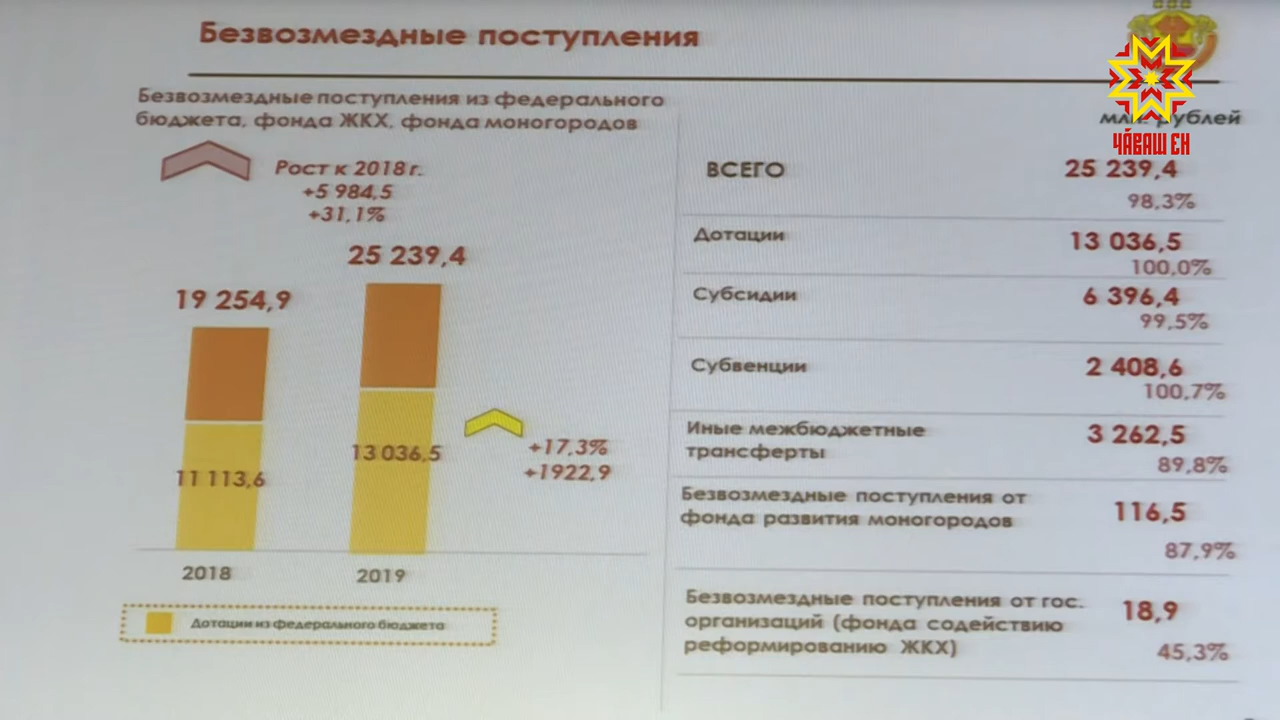 Безвозмездные поступления
Безвозмездные поступления из федерального
бюджета, фонда ЖКХ, фонда моногородов
Рост к 2018 г.
+5 984,5
+31,1%
25 239,4
19 254,9
13 036,5
11 113,6
+17,3%
+1922,9
2018
2019
Дотации из федерального бюджета
млн. рублей
ЧӐВАШ ЕН
ВСЕГО
25 239,4
98,3%
Дотации
13 036,5
100,0%
Субсидии
6 396,4
99,5%
Субвенции
2 408,6
100,7%
Иные межбюджетные
трансферты
3 262,5
89,8%
Безвозмездные поступления от
фонда развития моногородов
116,5
87,9%
Безвозмездные поступления от гос.
организаций (фонда содействию
реформированию ЖКХ)
18,9
45,3%